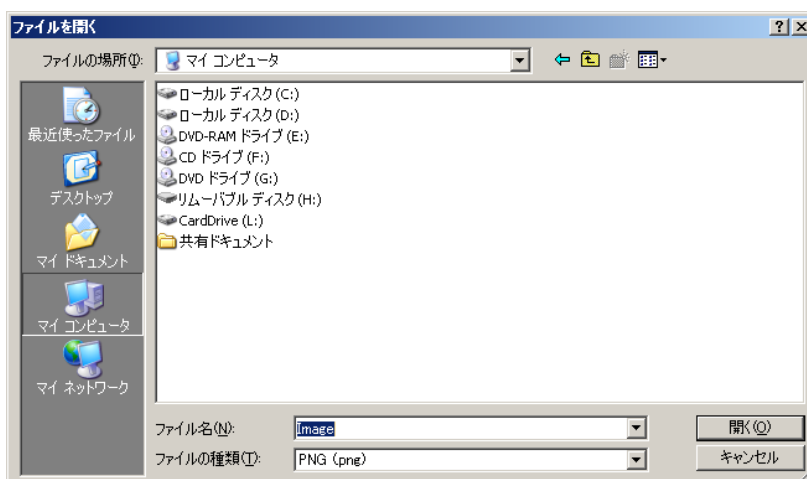 ファイルを開く
ファイルの場所(I):
マイ コンピュータ
最近使ったファイル
デスクトップ
マイ ドキュメント
マイ コンピュータ
マイ ネットワーク
ローカル ディスク (C:)
ローカル ディスク (D:)
DVD-RAM ドライブ (E:)
CD ドライブ (F:)
DVD ドライブ (G:)
リムーバブル ディスク (H:)
CardDrive (L:)
共有ドキュメント
ファイル名(N):
Image
開く(O)
ファイルの種類(T):
PNG (png)
キャンセル